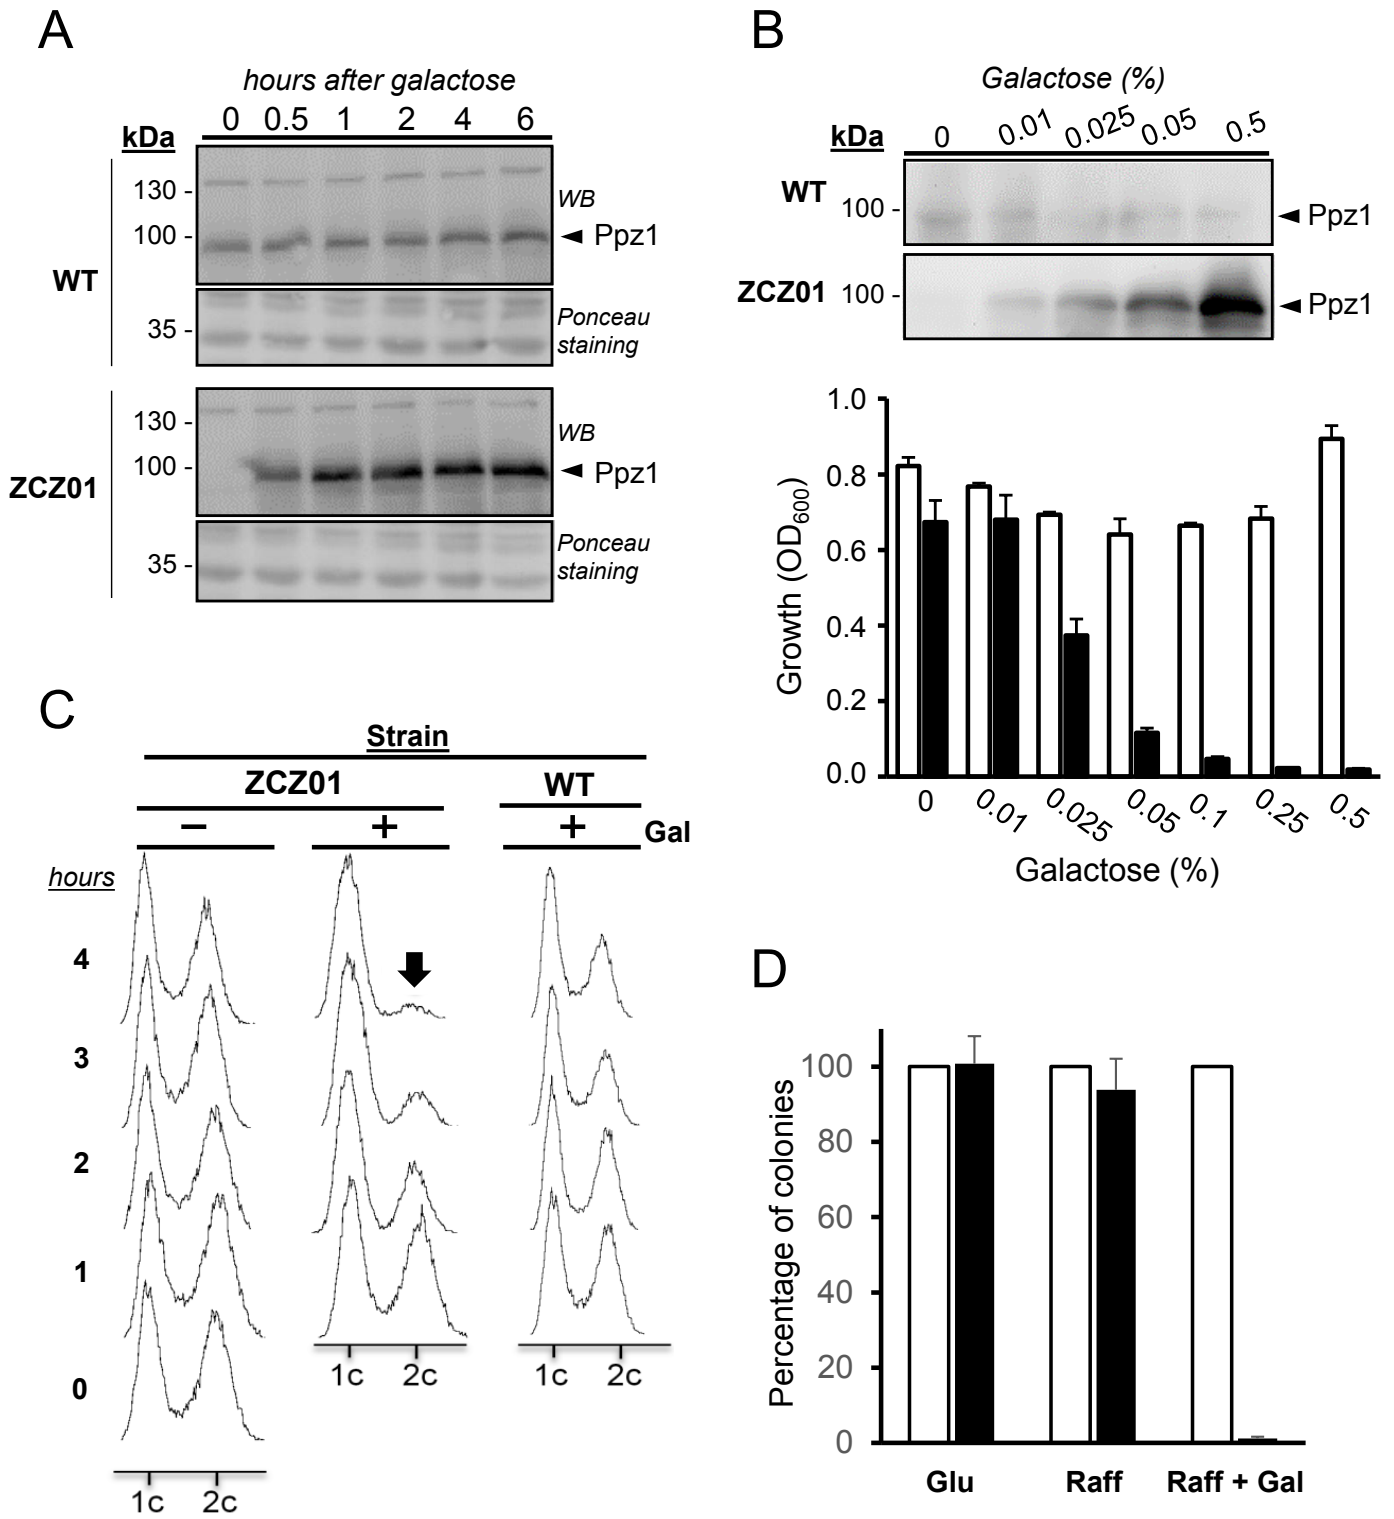 A
hours after galactose
0 0.5 1 2 4 6
kDa
130 -
WB
100 -
Ppz1
WT
35 -
Ponceau
staining
130 -
WB
100 -
Ppz1
ZCZ01
35 -
Ponceau
staining
B
Galactose (%)
0 0.01 0.025 0.05 0.5
kDa
WT
100 -
Ppz1
ZCZ01
100 -
Ppz1
1.0
0.8
0.6
0.4
0.2
0.0
Growth (OD600)
0 0.01 0.025 0.05 0.1 0.25 0.5
Galactose (%)
C
Strain
ZCZ01 WT
− + + Gal
hours
4
3
2
1
0
1c 2c
1c 2c
1c 2c
D
Percentage of colonies
100
80
60
40
20
0
Glu Raff Raff + Gal